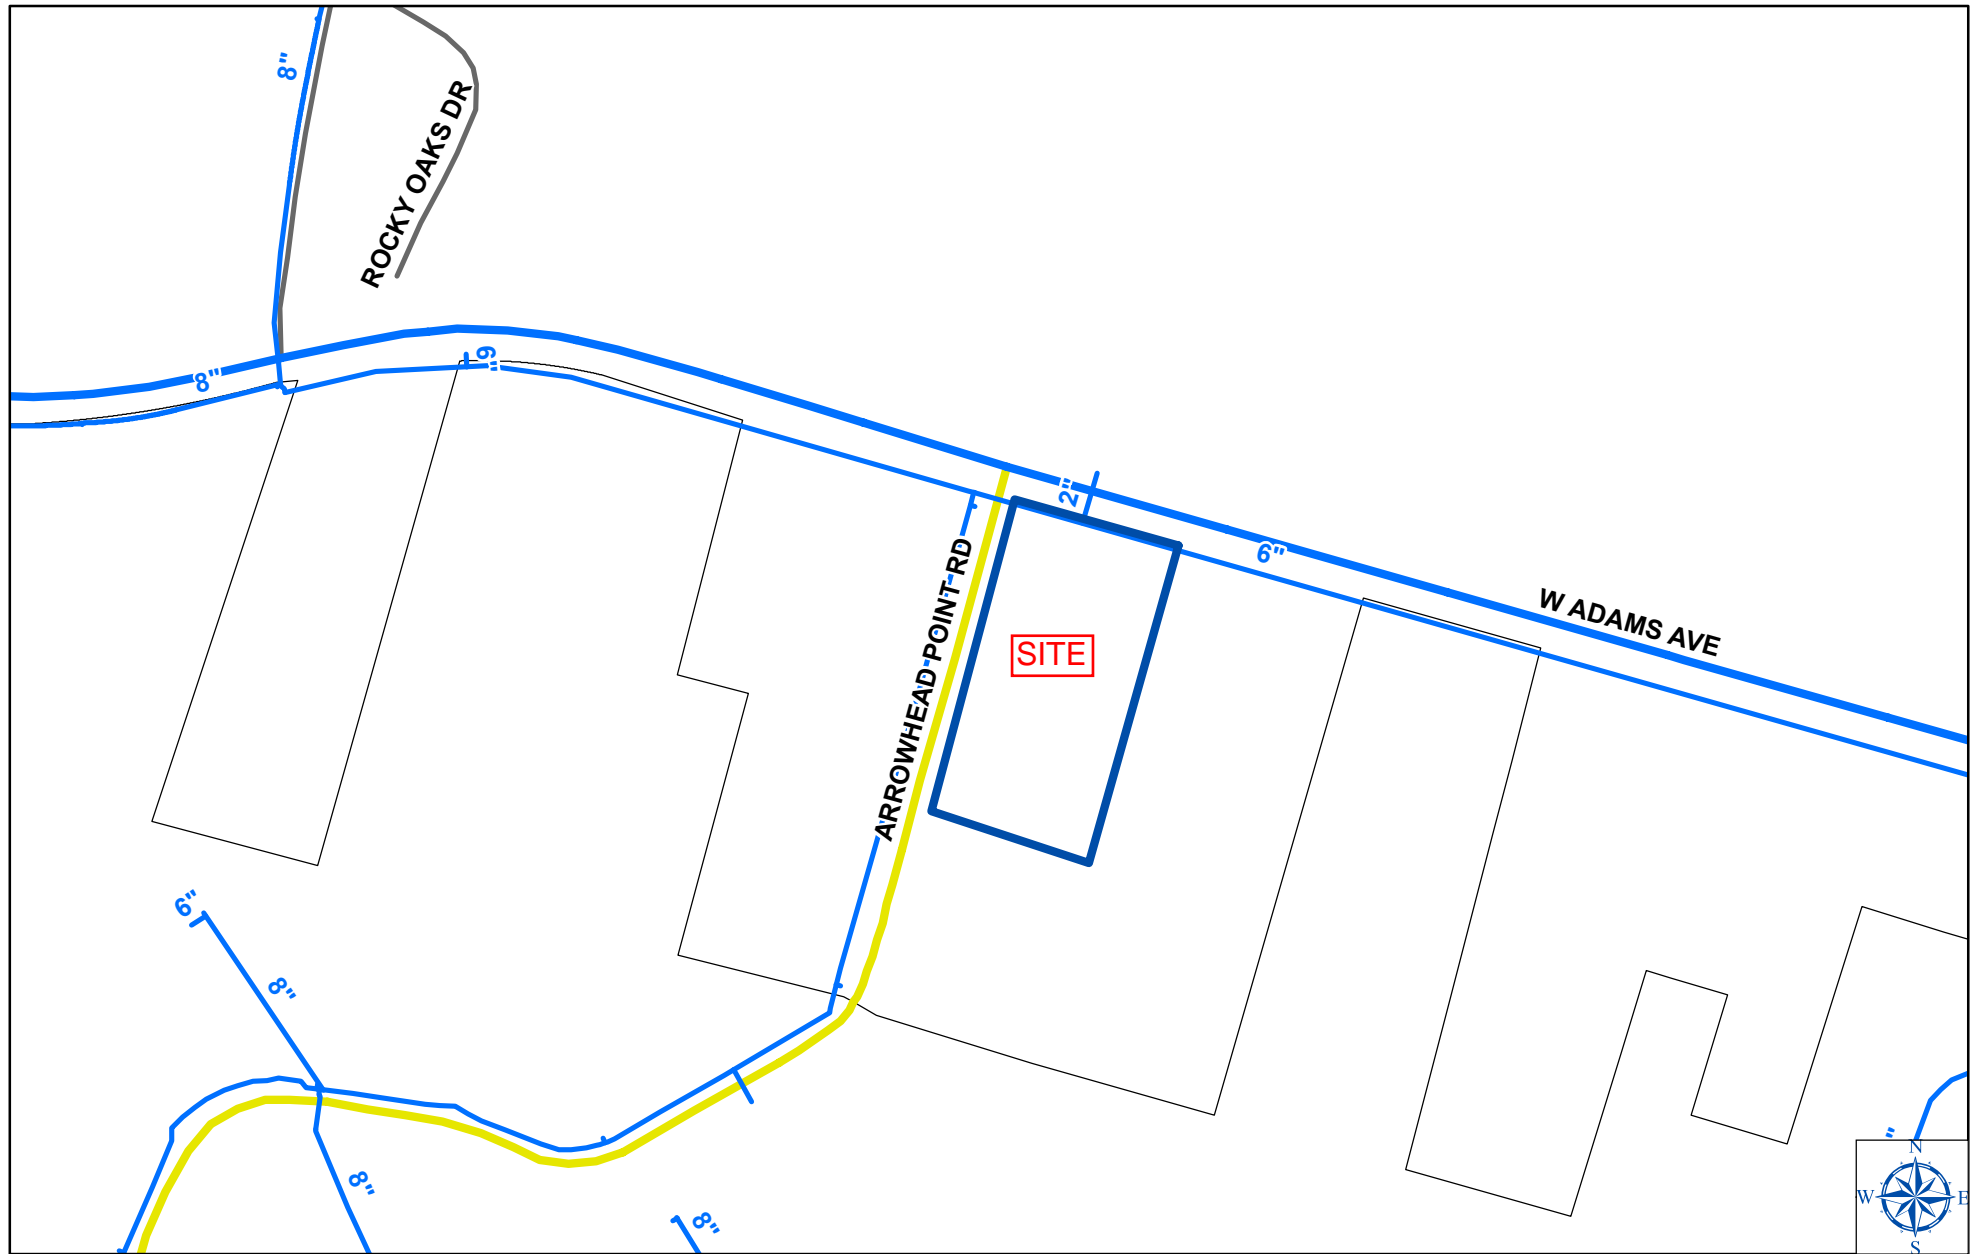 8"
ROCKY OAKS DR
8"
6"
2"
6"
W ADAMS AVE
ARROWHEAD POINT RD
SITE
6"
8"
8"
8"
"
N
W
E
S